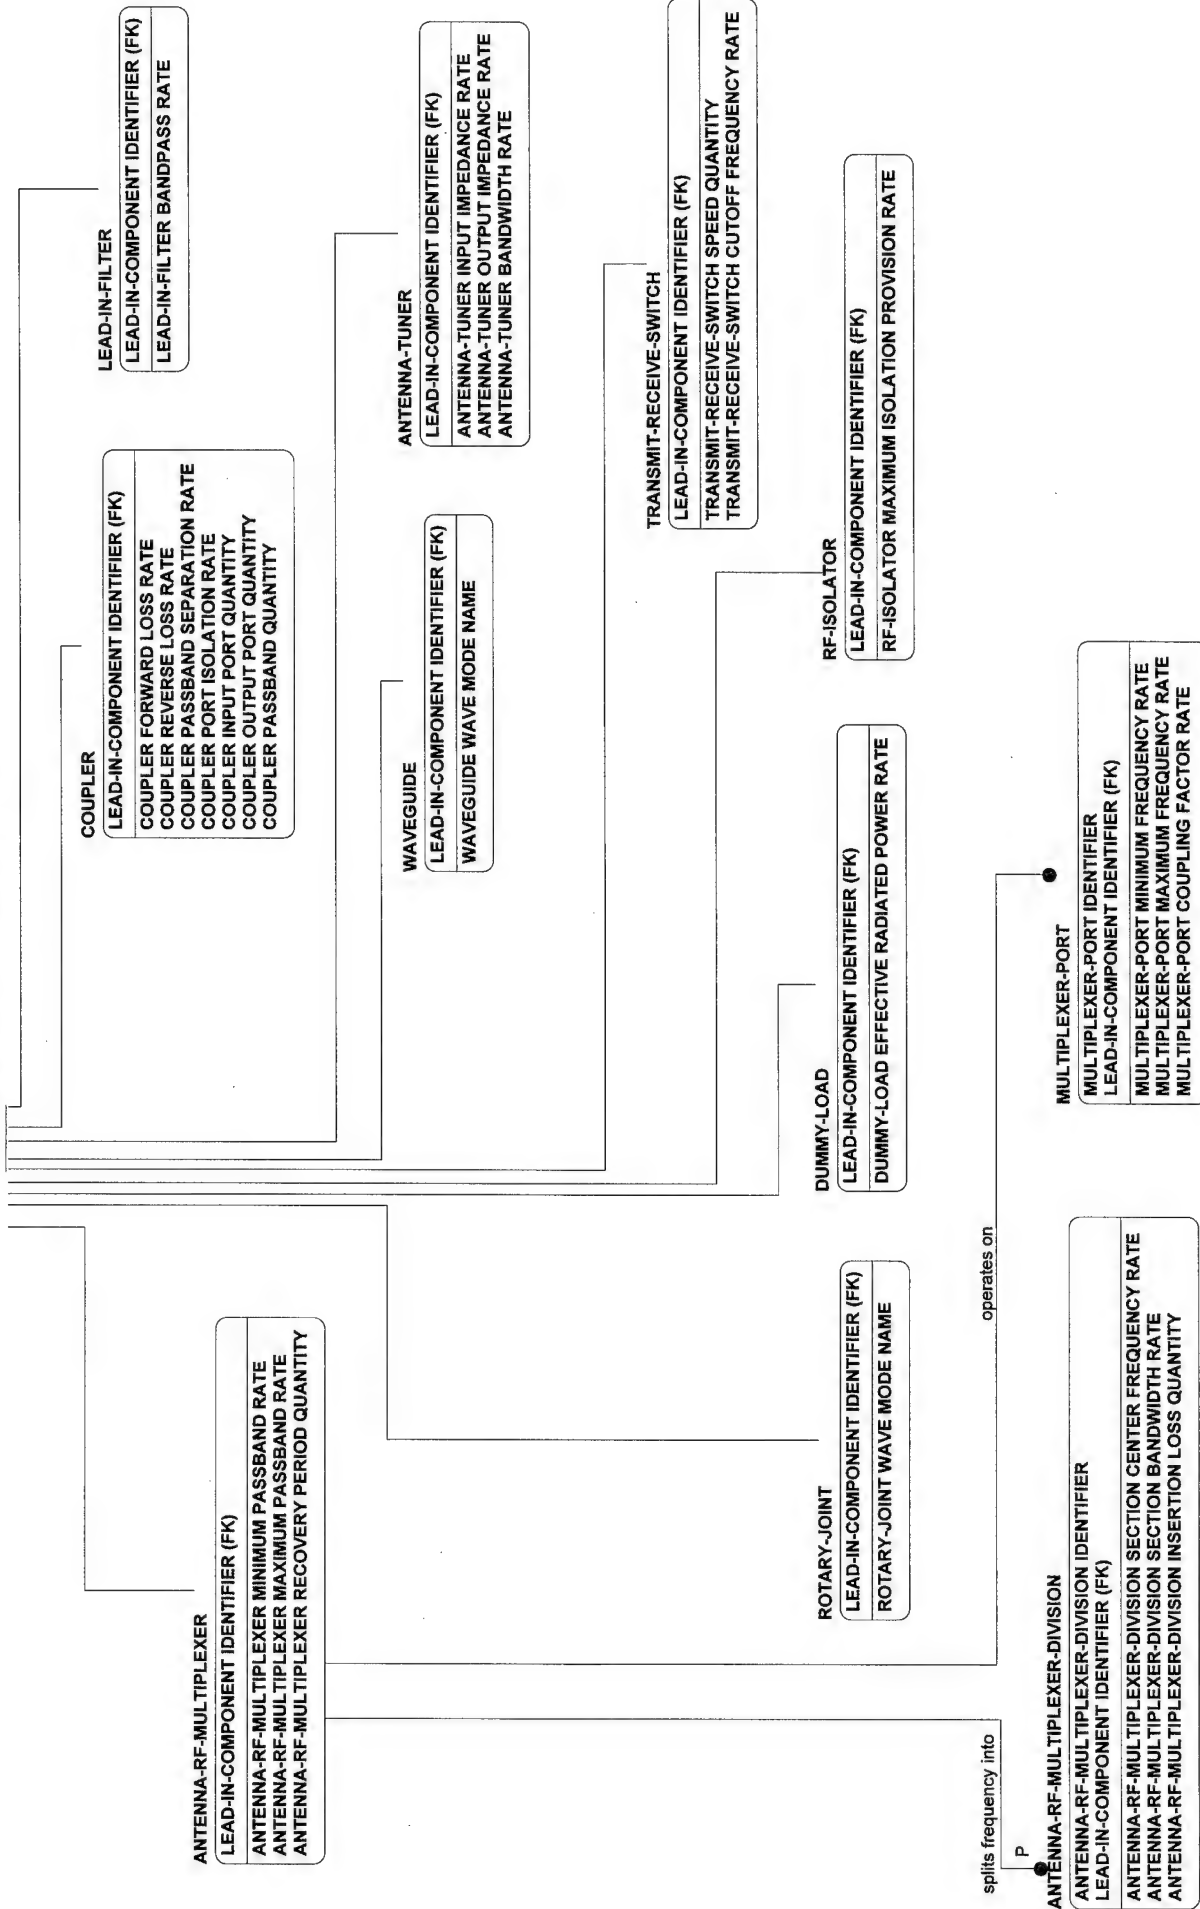 LEAD-IN-FILTER
LEAD-IN-COMPONENT IDENTIFIER (FK)
LEAD-IN-FILTER BANDPASS RATE
COUPLER
LEAD-IN-COMPONENT IDENTIFIER (FK)
COUPLER FORWARD LOSS RATE
COUPLER REVERSE LOSS RATE
COUPLER PASSBAND SEPARATION RATE
COUPLER PORT ISOLATION RATE
COUPLER INPUT PORT QUANTITY
COUPLER OUTPUT PORT QUANTITY
COUPLER PASSBAND QUANTITY
ANTENNA-RF-MULTIPLEXER
LEAD-IN-COMPONENT IDENTIFIER (FK)
ANTENNA-RF-MULTIPLEXER MINIMUM PASSBAND RATE
ANTENNA-RF-MULTIPLEXER MAXIMUM PASSBAND RATE
ANTENNA-RF-MULTIPLEXER RECOVERY PERIOD QUANTITY
ANTENNA-TUNER
LEAD-IN-COMPONENT IDENTIFIER (FK)
ANTENNA-TUNER INPUT IMPEDANCE RATE
ANTENNA-TUNER OUTPUT IMPEDANCE RATE
ANTENNA-TUNER BANDWIDTH RATE
WAVEGUIDE
LEAD-IN-COMPONENT IDENTIFIER (FK)
WAVEGUIDE WAVE MODE NAME
TRANSMIT-RECEIVE-SWITCH
LEAD-IN-COMPONENT IDENTIFIER (FK)
TRANSMIT-RECEIVE-SWITCH SPEED QUANTITY
TRANSMIT-RECEIVE-SWITCH CUTOFF FREQUENCY RATE
ROTARY-JOINT
LEAD-IN-COMPONENT IDENTIFIER (FK)
ROTARY-JOINT WAVE MODE NAME
DUMMY-LOAD
LEAD-IN-COMPONENT IDENTIFIER (FK)
DUMMY-LOAD EFFECTIVE RADIATED POWER RATE
RF-ISOLATOR
LEAD-IN-COMPONENT IDENTIFIER (FK)
RF-ISOLATOR MAXIMUM ISOLATION PROVISION RATE
splits frequency into
P
operates on
ANTENNA-RF-MULTIPLEXER-DIVISION
ANTENNA-RF-MULTIPLEXER-DIVISION IDENTIFIER
LEAD-IN-COMPONENT IDENTIFIER (FK)
ANTENNA-RF-MULTIPLEXER-DIVISION SECTION CENTER FREQUENCY RATE
ANTENNA-RF-MULTIPLEXER-DIVISION SECTION BANDWIDTH RATE
ANTENNA-RF-MULTIPLEXER-DIVISION INSERTION LOSS QUANTITY
MULTIPLEXER-PORT
MULTIPLEXER-PORT IDENTIFIER
LEAD-IN-COMPONENT IDENTIFIER (FK)
MULTIPLEXER-PORT MINIMUM FREQUENCY RATE
MULTIPLEXER-PORT MAXIMUM FREQUENCY RATE
MULTIPLEXER-PORT COUPLING FACTOR RATE